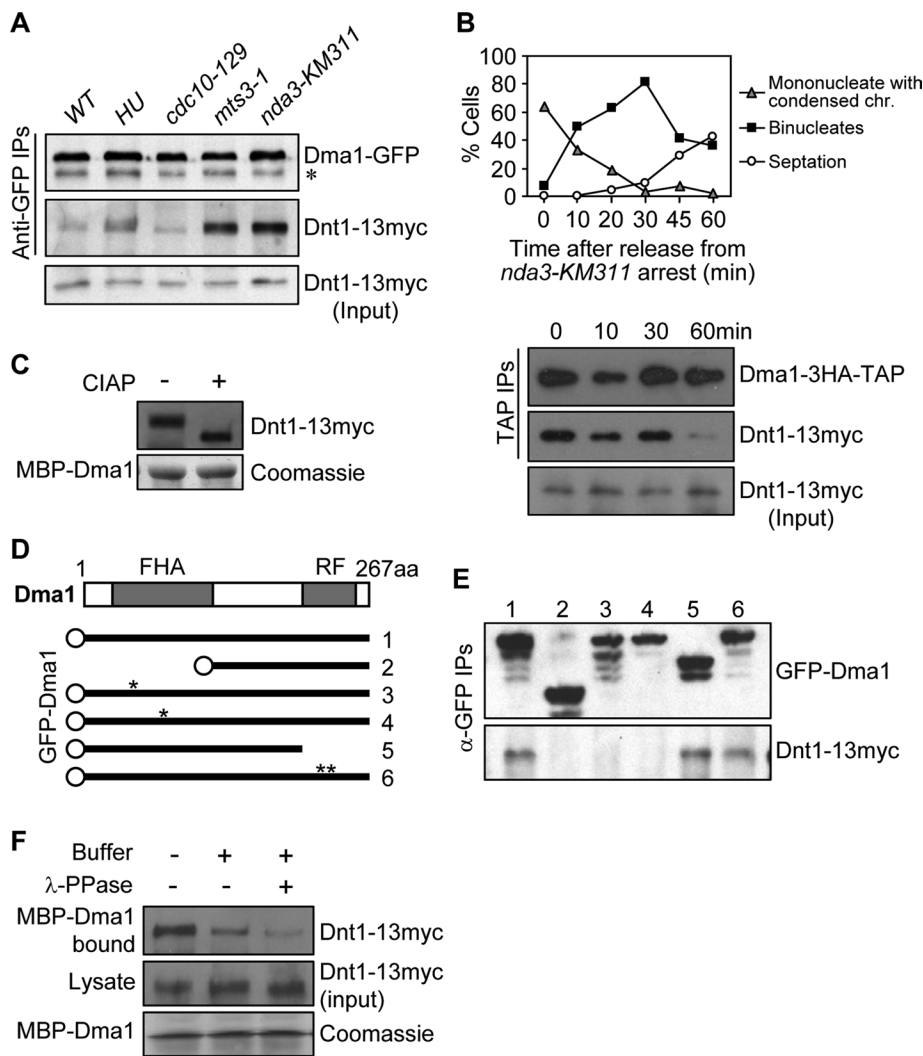 A
WT HU cdc10-129 mts3-1 nda3-KM311
Anti-GFP IPs
Dma1-GFP
*
Dnt1-13myc
Dnt1-13myc
(Input)
B
% Cells
100
80
60
40
20
0
0 10 20 30 45 60
Time after release from
nda3-KM311 arrest (min)
Mononucleate with
condensed chr.
Binucleates
Septation
0 10 30 60min
TAP IPs
Dma1-3HA-TAP
Dnt1-13myc
Dnt1-13myc
(Input)
C
CIAP - +
Dnt1-13myc
MBP-Dma1 Coomassie
D
1 FHA RF 267aa
Dma1
GFP-Dma1
1
2
* 3
* 4
5
** 6
E
1 2 3 4 5 6
α-GFP IPs
GFP-Dma1
Dnt1-13myc
F
Buffer - + +
λ-PPase - - +
MBP-Dma1
bound
Dnt1-13myc
Lysate
Dnt1-13myc
(input)
MBP-Dma1 Coomassie